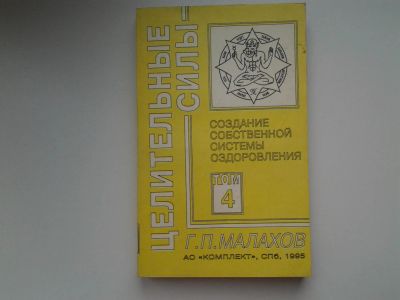 ЦЕЛИТЕЛЬНЫЕ
СИЛЫ
СОЗДАНИЕ
СОБСТВЕННОЙ
СИСТЕМЫ
ОЗДОРОВЛЕНИЯ
ТОМ
4
Г.П.МАЛАХОВ
АО «КОМПЛЕКТ», СПб, 1995